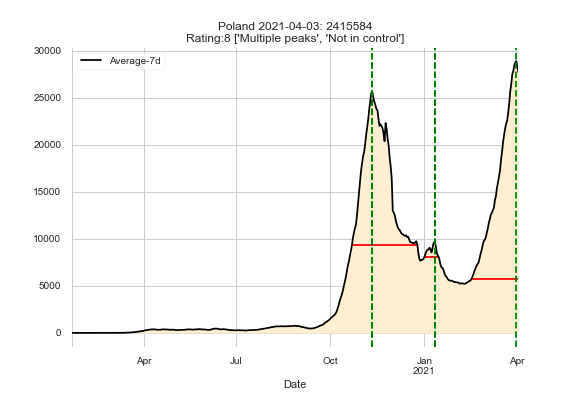 Poland 2021-04-03: 2415584
Rating:8 ['Multiple peaks', 'Not in control']
30000
Average-7d
25000
20000
15000
10000
5000
0
Apr
Jul
Oct
Jan
2021
Apr
Date